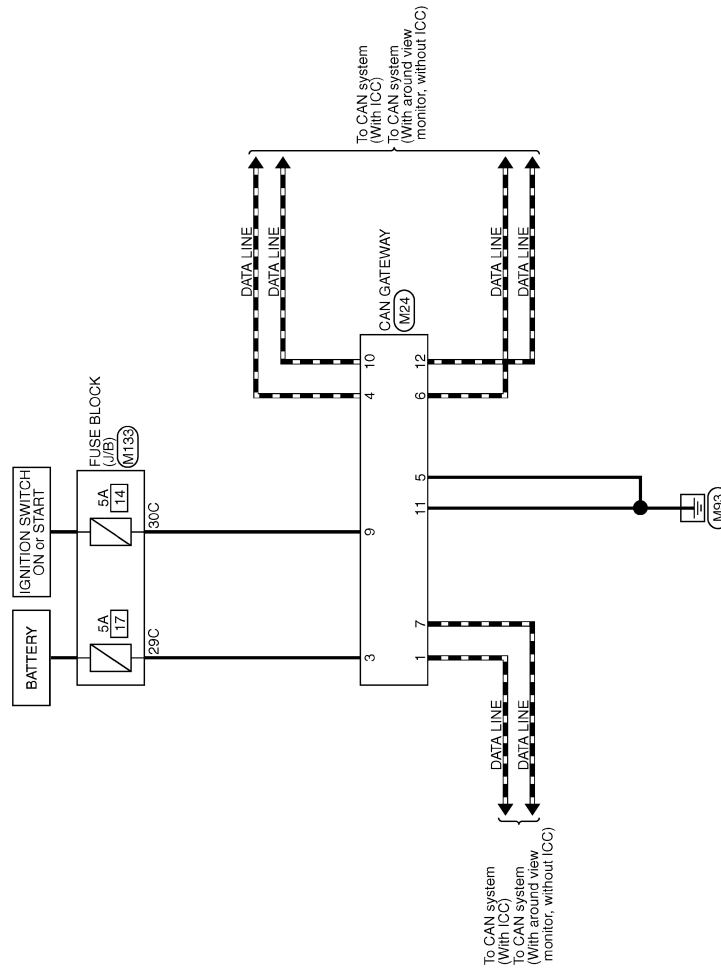 BATTERY
IGNITION SWITCH
ON or START
5A
17
29C
5A
14
30C
FUSE BLOCK
(J/B)
M133
3
9
4
10
CAN GATEWAY
M24
1
7
11
5
6
12
DATA LINE
DATA LINE
DATA LINE
DATA LINE
DATA LINE
DATA LINE
To CAN system
(With ICC)
To CAN system
(With around view
monitor, without ICC)
To CAN system
(With ICC)
To CAN system
(With around view
monitor, without ICC)
M93